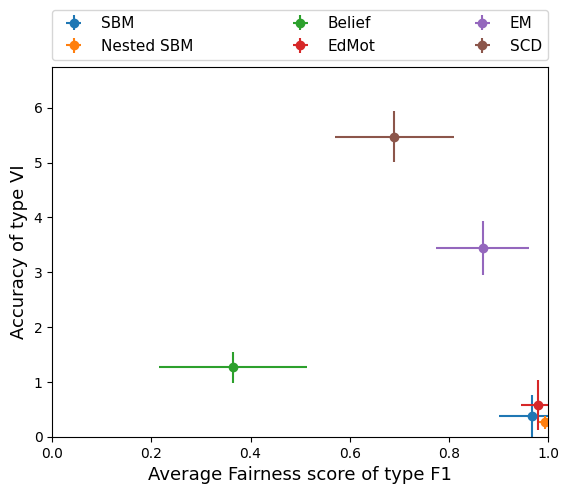 SBM Belief EM
Nested SBM EdMot SCD
6
5
4
3
2
1
0
Accuracy of type VI
0.0 0.2 0.4 0.6 0.8 1.0
Average Fairness score of type F1